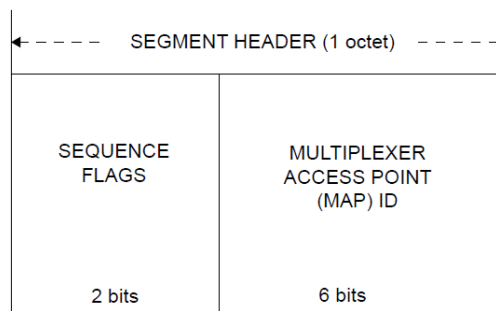 SEGMENT HEADER (1 octet)
SEQUENCE
FLAGS
MULTIPLEXER
ACCESS POINT
(MAP) ID
2 bits
6 bits